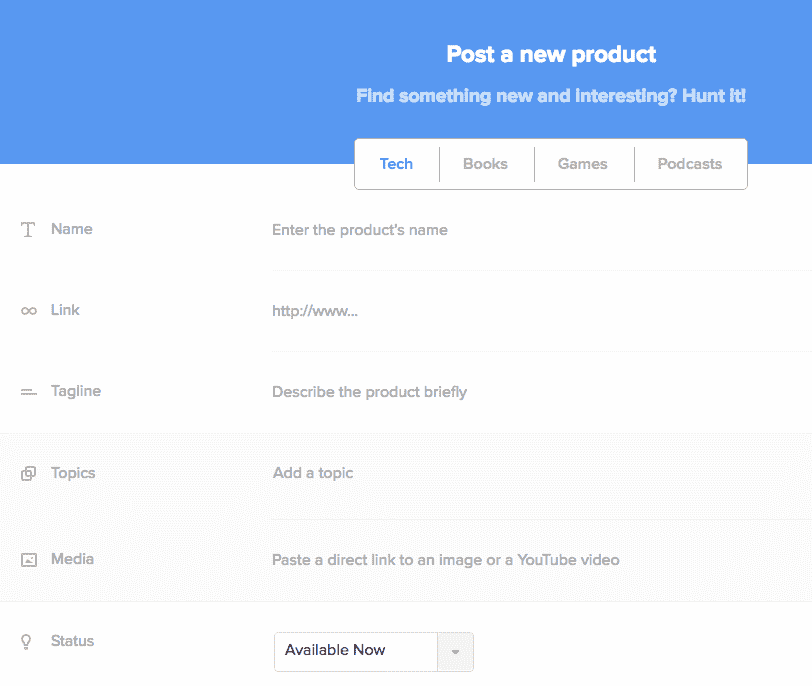 Post a new product
Find something new and interesting? Hunt it!
Tech Books Games Podcasts
Name Enter the product's name
Link http://www...
Tagline Describe the product briefly
Topics Add a topic
Media Paste a direct link to an image or a YouTube video
Status Available Now